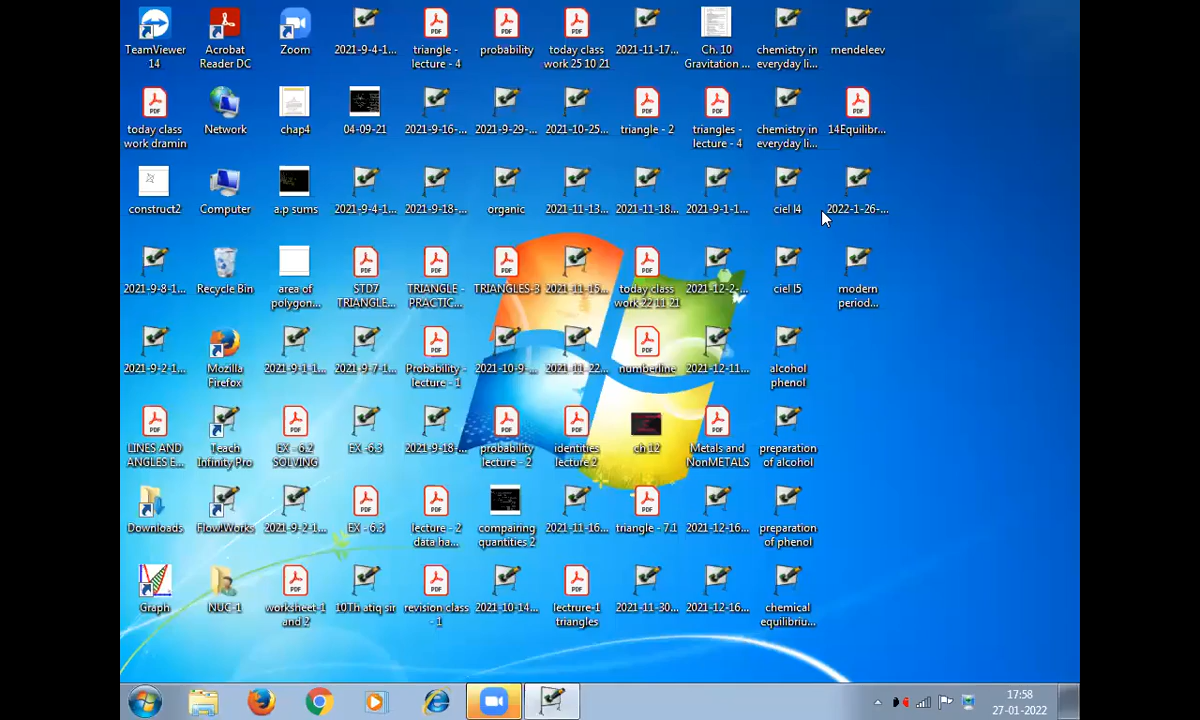 TeamViewer
14
Acrobat
Reader DC
Zoom
2021-9-4-1...
triangle -
lecture - 4
probability
today class
work 25 10 21
2021-11-17...
Ch. 10
Gravitation ...
chemistry in
everyday li...
mendeleev
today class
work dramin
Network
chap4
04-09-21
2021-9-16-...
2021-9-29-...
2021-10-25...
triangle - 2
triangles -
lecture - 4
chemistry in
everyday li...
14Equilibr...
construct2
Computer
a.p sums
2021-9-4-1...
2021-9-18-...
organic
2021-11-13...
2021-11-18...
2021-9-1-1...
ciel l4
2022-1-26-...
2021-9-8-1...
Recycle Bin
area of
polygon...
STD7
TRIANGLE...
TRIANGLE -
PRACTIC...
TRIANGLES-3
2021-11-15...
today class
work 22 11 21
2021-12-2-...
ciel l5
modern
period...
2021-9-2-1...
Mozilla
Firefox
2021-9-1-1...
2021-9-7-1...
Probability -
lecture - 1
2021-10-9-...
2021-11-22...
numberline
2021-12-11...
alcohol
phenol
LINES AND
ANGLES E...
Teach
Infinity Pro
EX - 6.2
SOLVING
EX -6.3
2021-9-18-...
probability
lecture - 2
identities
lecture 2
ch 12
Metals and
NonMETALS
preparation
of alcohol
Downloads
Flow!Works
2021-9-2-1...
EX - 6.3
lecture - 2
data ha...
compairing
quantities 2
2021-11-16...
triangle - 7.1
2021-12-16...
preparation
of phenol
Graph
NUC-1
worksheet-1
and 2
10Th atiq sir
revision class
- 1
2021-10-14...
lectrure-1
triangles
2021-11-30...
2021-12-16...
chemical
equilibriu...
17:58
27-01-2022